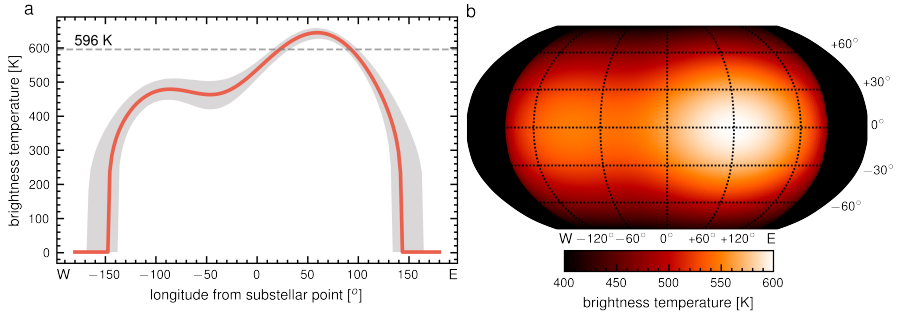 a
596 K
600
500
400
300
200
100
0
brightness temperature [K]
W −150 −100 −50 0 50 100 150 E
longitude from substellar point [°]
b
+60°
+30°
0°
−30°
−60°
W −120° −60° 0° +60° +120° E
400 450 500 550 600
brightness temperature [K]